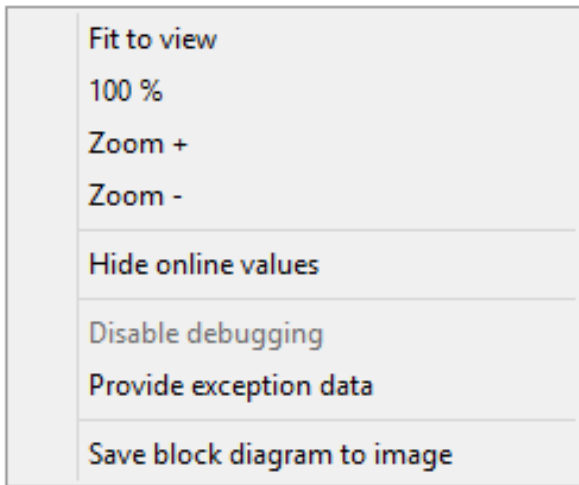 Fit to view
100 %
Zoom +
Zoom -
Hide online values
Disable debugging
Provide exception data
Save block diagram to image